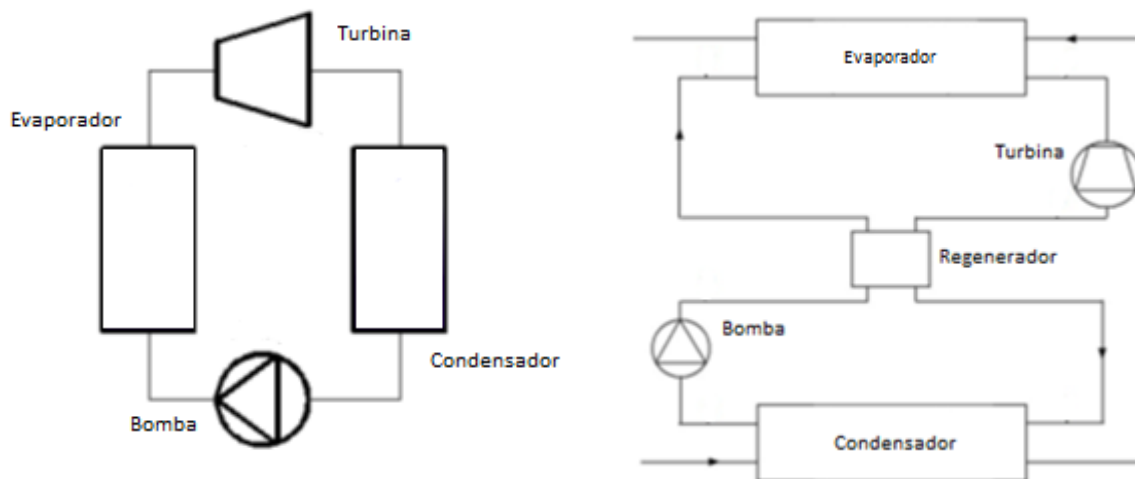 Turbina
Evaporador
Condensador
Bomba
Evaporador
Turbina
Regenerador
Bomba
Condensador